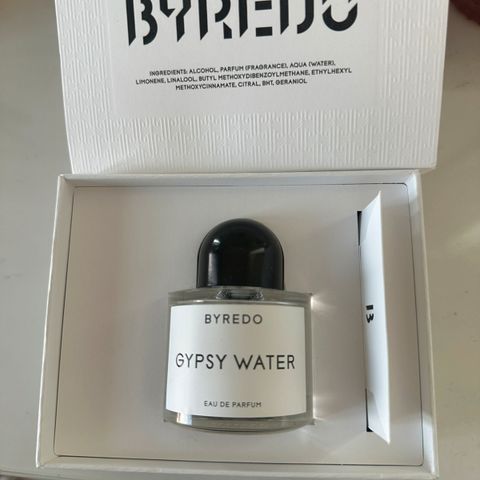 BYREDO
INGREDIENTS: ALCOHOL, PARFUM (FRAGRANCE), AQUA (WATER),
LIMONENE, LINALOOL, BUTYL METHOXYDIBENZOYLMETHANE, ETHYLHEXYL
METHOXYCINNAMATE, CITRAL, BHT, GERANIOL
BYREDO
GYPSY WATER
EAU DE PARFUM